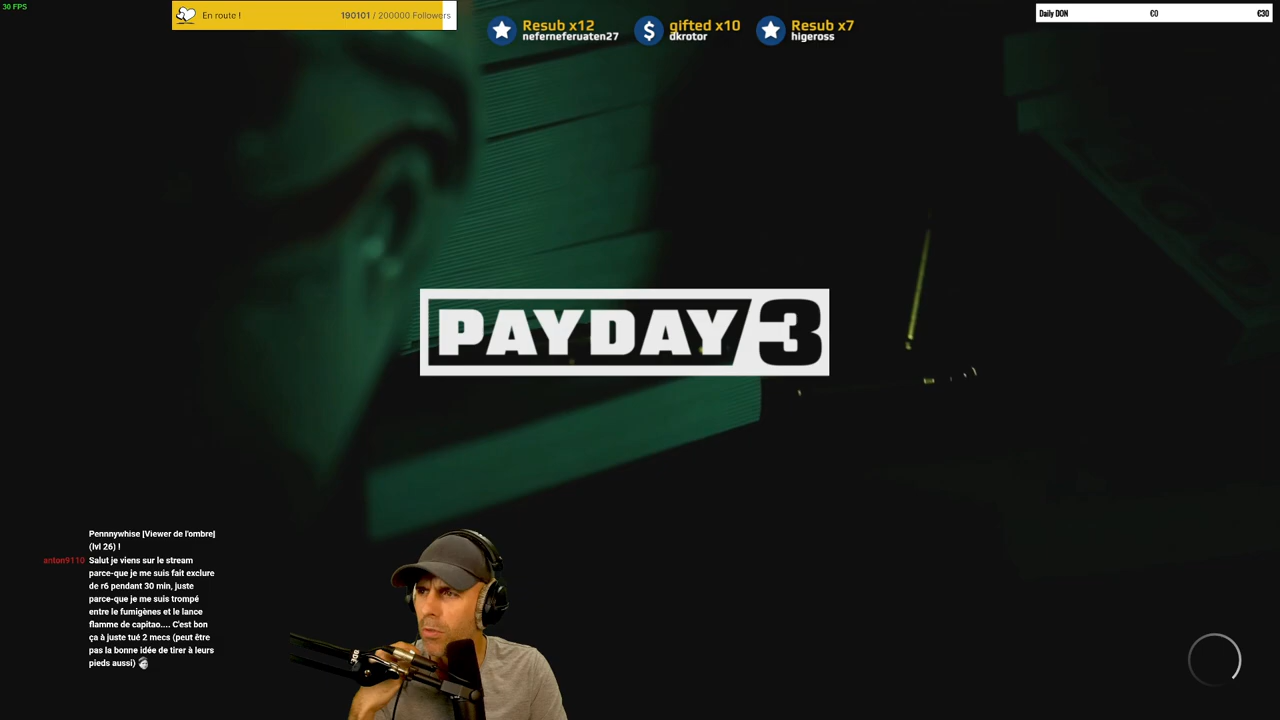 30 FPS
En route !
190101 / 200000 Followers
Resub x12
neferneferuaten27
gifted x10
dkrotor
Resub x7
higeross
Daily DON
€0
€30
PAYDAY 3
Pennnywhise [Viewer de l'ombre]
(lvl 26) !
anton9110 Salut je viens sur le stream
parce-que je me suis fait exclure
de r6 pendant 30 min, juste
parce-que je me suis trompé
entre le fumigènes et le lance
flamme de capitao.... C'est bon
ça à juste tué 2 mecs (peut être
pas la bonne idée de tirer à leurs
pieds aussi)